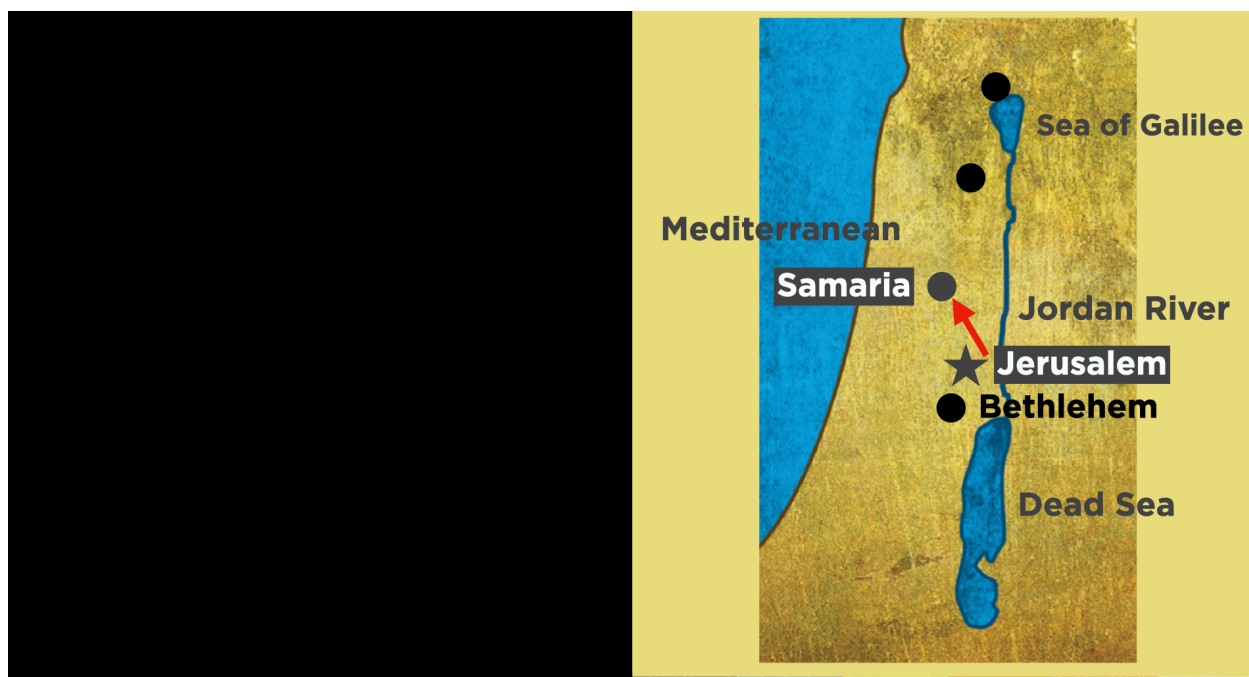 Sea of Galilee
Mediterranean
Samaria
Jordan River
Jerusalem
Bethlehem
Dead Sea